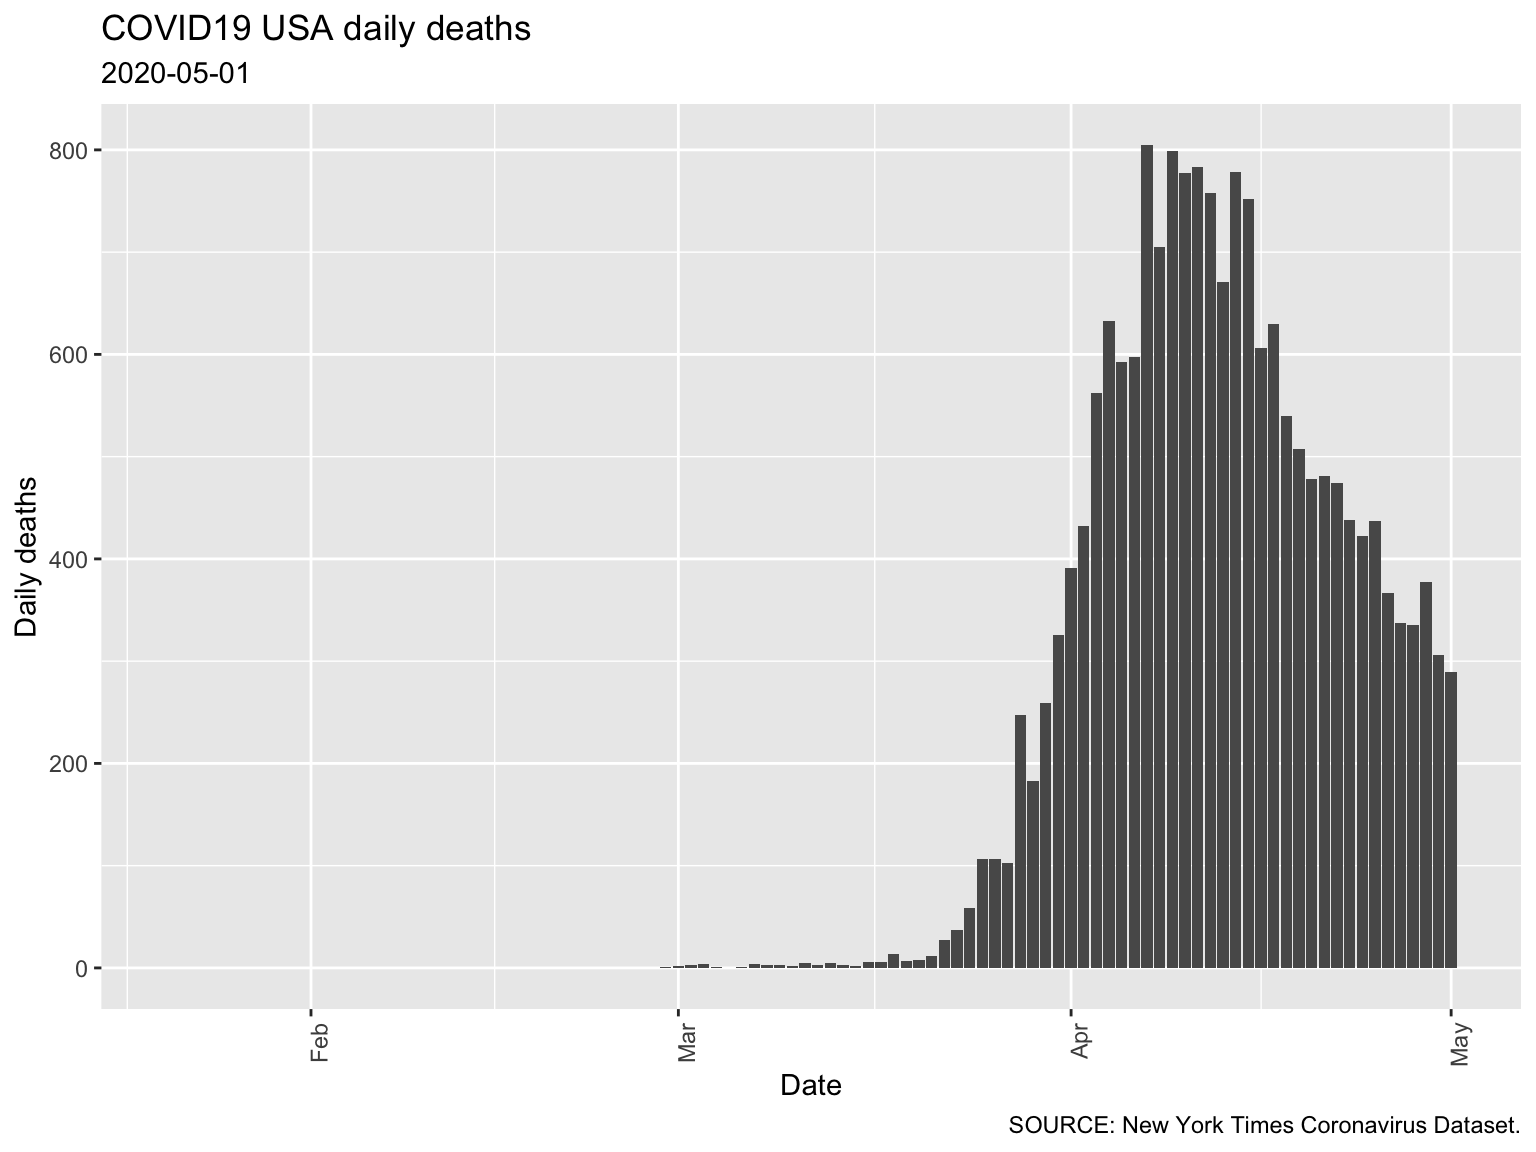 COVID19 USA daily deaths
2020-05-01
Daily deaths
800
600
400
200
0
Feb
Mar
Apr
May
Date
SOURCE: New York Times Coronavirus Dataset.